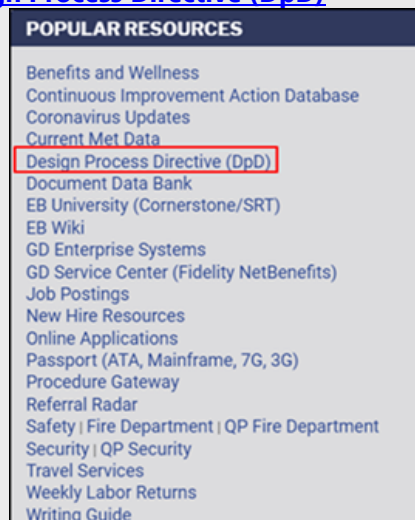 Process Directive (DpD)
POPULAR RESOURCES
Benefits and Wellness
Continuous Improvement Action Database
Coronavirus Updates
Current Met Data
Design Process Directive (DpD)
Document Data Bank
EB University (Cornerstone/SRT)
EB Wiki
GD Enterprise Systems
GD Service Center (Fidelity NetBenefits)
Job Postings
New Hire Resources
Online Applications
Passport (ATA, Mainframe, 7G, 3G)
Procedure Gateway
Referral Radar
Safety | Fire Department | QP Fire Department
Security | QP Security
Travel Services
Weekly Labor Returns
Writing Guide